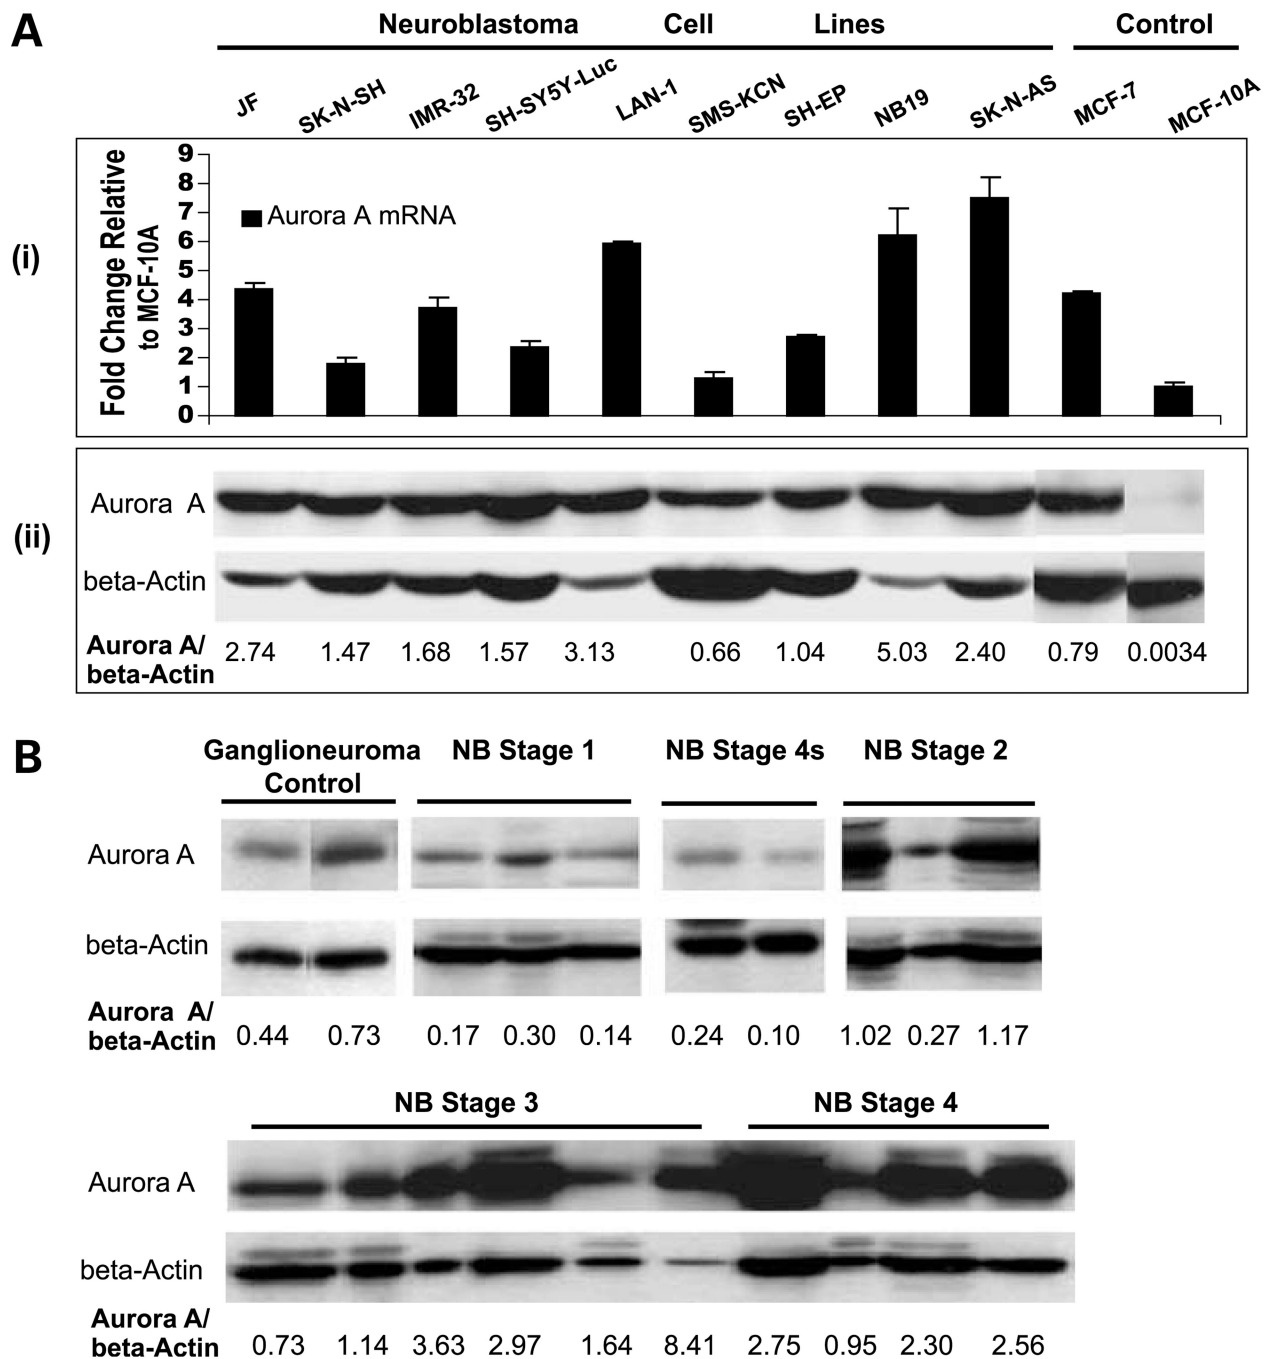 A
Neuroblastoma Cell Lines Control
JF SK-N-SH IMR-32 SH-SY5Y-Luc LAN-1 SMS-KCN SH-EP NB19 SK-N-AS MCF-7 MCF-10A
(i)
Fold Change Relative
to MCF-10A
9
8
7
6
5
4
3
2
1
0
Aurora A mRNA
(ii)
Aurora A
beta-Actin
Aurora A/
beta-Actin
2.74 1.47 1.68 1.57 3.13 0.66 1.04 5.03 2.40 0.79 0.0034
B
Ganglioneuroma
Control
NB Stage 1 NB Stage 4s NB Stage 2
Aurora A
beta-Actin
Aurora A/
beta-Actin
0.44 0.73 0.17 0.30 0.14 0.24 0.10 1.02 0.27 1.17
NB Stage 3 NB Stage 4
Aurora A
beta-Actin
Aurora A/
beta-Actin
0.73 1.14 3.63 2.97 1.64 8.41 2.75 0.95 2.30 2.56